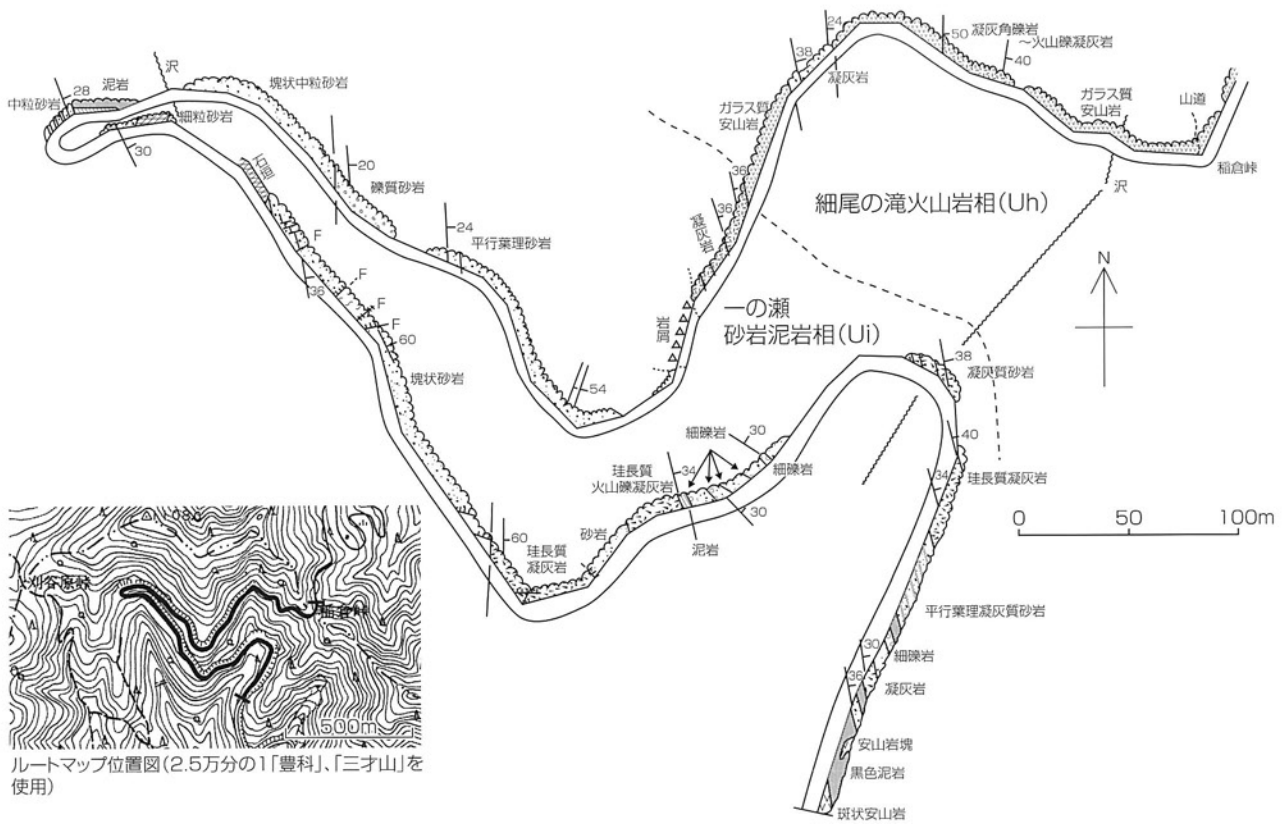 泥岩
沢
28
中粒砂岩
細粒砂岩
30
塊状中粒砂岩
20
礫質砂岩
24
平行葉理砂岩
石垣
F
36
F
F
60
塊状砂岩
54
岩屑
凝灰岩
36
36
ガラス質
安山岩
38
24
凝灰岩
50
凝灰角礫岩
~火山礫凝灰岩
40
ガラス質
安山岩
山道
沢
稲倉峠
細尾の滝火山岩相(Uh)
一の瀬
砂岩泥岩相(Ui)
N
0 50 100m
60
珪長質
凝灰岩
砂岩
珪長質
火山礫凝灰岩
34
泥岩
細礫岩
30
細礫岩
30
38
凝灰質砂岩
40
珪長質凝灰岩
34
平行葉理凝灰質砂岩
30
細礫岩
36
凝灰岩
安山岩塊
黒色泥岩
斑状安山岩
刈谷原峠
稲倉峠
500m
ルートマップ位置図(2.5万分の1「豊科」、「三才山」を
使用)